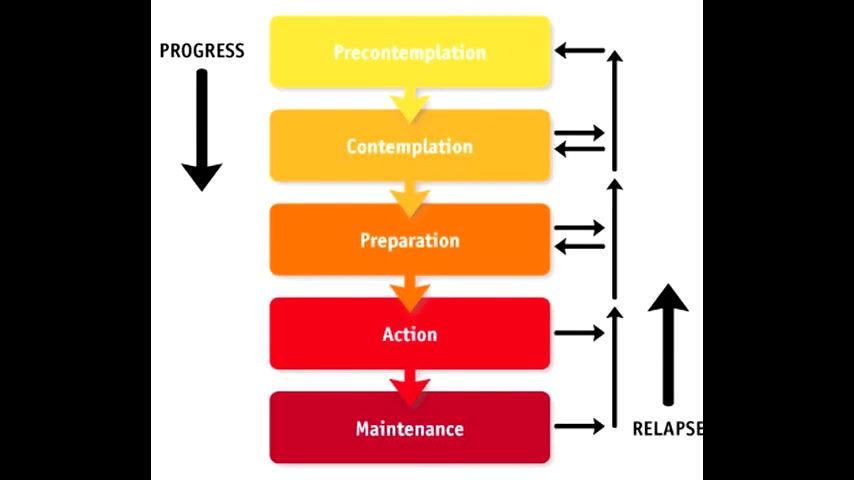 PROGRESS
Precontemplation
Contemplation
Preparation
Action
Maintenance
RELAPSE